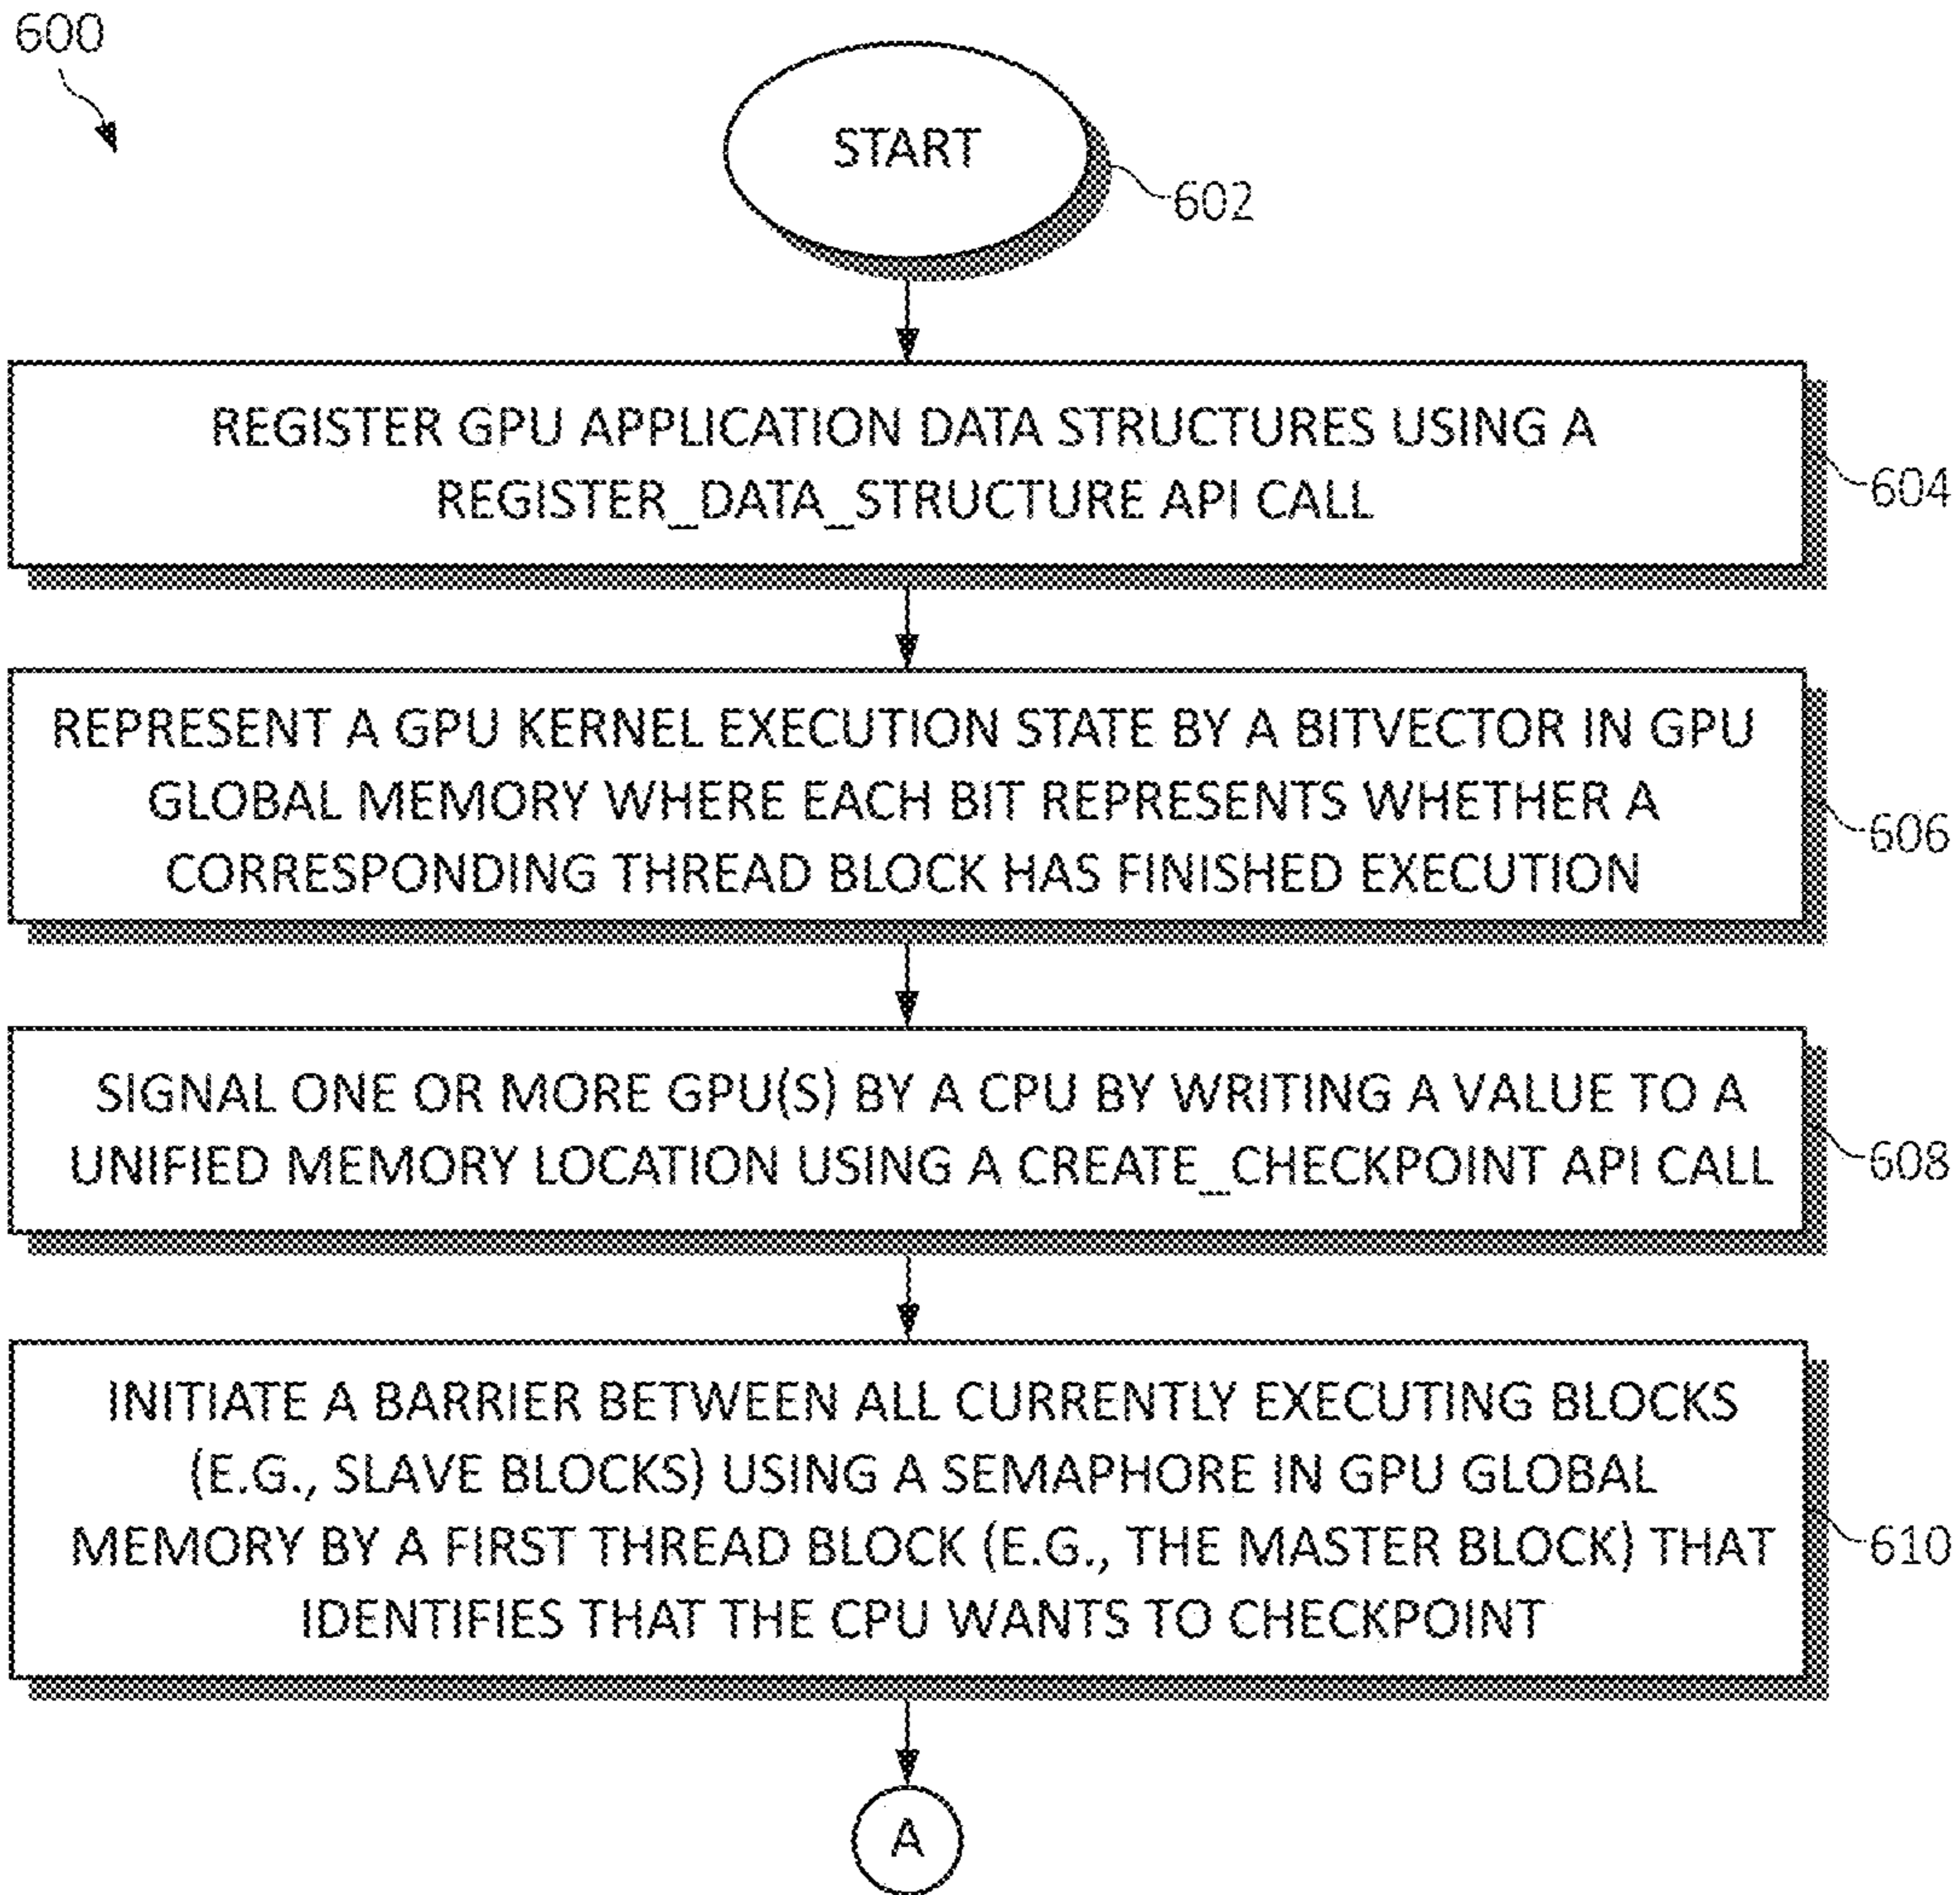 600
START
602
REGISTER GPU APPLICATION DATA STRUCTURES USING A
REGISTER_DATA_STRUCTURE API CALL
604
REPRESENT A GPU KERNEL EXECUTION STATE BY A BITVECTOR IN GPU
GLOBAL MEMORY WHERE EACH BIT REPRESENTS WHETHER A
CORRESPONDING THREAD BLOCK HAS FINISHED EXECUTION
606
SIGNAL ONE OR MORE GPU(S) BY A CPU BY WRITING A VALUE TO A
UNIFIED MEMORY LOCATION USING A CREATE_CHECKPOINT API CALL
608
INITIATE A BARRIER BETWEEN ALL CURRENTLY EXECUTING BLOCKS
(E.G., SLAVE BLOCKS) USING A SEMAPHORE IN GPU GLOBAL
MEMORY BY A FIRST THREAD BLOCK (E.G., THE MASTER BLOCK) THAT
IDENTIFIES THAT THE CPU WANTS TO CHECKPOINT
610
A